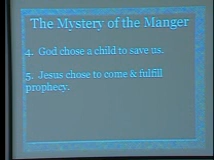 The Mystery of the Manger
4. God chose a child to save us.
5. Jesus chose to come & fulfill
prophecy.